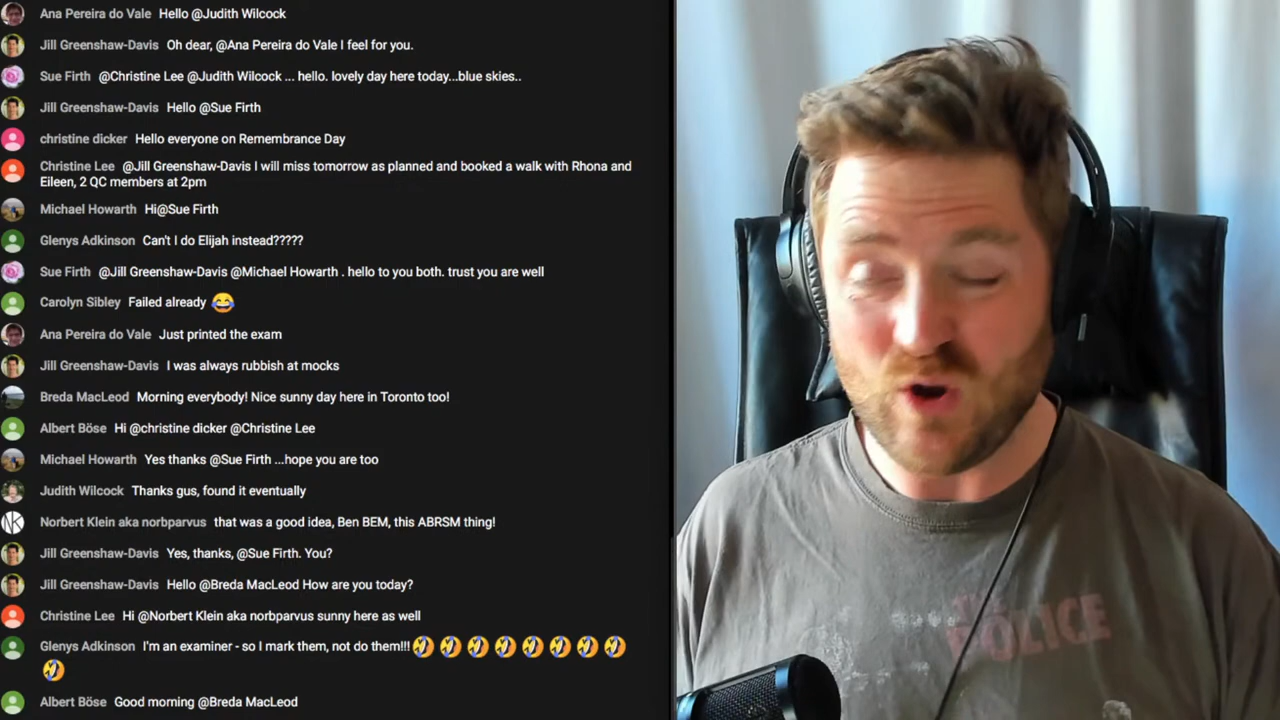 Ana Pereira do Vale Hello @Judith Wilcock
Jill Greenshaw-Davis Oh dear, @Ana Pereira do Vale I feel for you.
Sue Firth @Christine Lee @Judith Wilcock ... hello. lovely day here today...blue skies..
Jill Greenshaw-Davis Hello @Sue Firth
christine dicker Hello everyone on Remembrance Day
Christine Lee @Jill Greenshaw-Davis I will miss tomorrow as planned and booked a walk with Rhona and
Eileen, 2 QC members at 2pm
Michael Howarth Hi@Sue Firth
Glenys Adkinson Can't I do Elijah instead?????
Sue Firth @Jill Greenshaw-Davis @Michael Howarth . hello to you both. trust you are well
Carolyn Sibley Failed already 😂
Ana Pereira do Vale Just printed the exam
Jill Greenshaw-Davis I was always rubbish at mocks
Breda MacLeod Morning everybody! Nice sunny day here in Toronto too!
Albert Böse Hi @christine dicker @Christine Lee
Michael Howarth Yes thanks @Sue Firth ...hope you are too
Judith Wilcock Thanks gus, found it eventually
NK Norbert Klein aka norbparvus that was a good idea, Ben BEM, this ABRSM thing!
Jill Greenshaw-Davis Yes, thanks, @Sue Firth. You?
Jill Greenshaw-Davis Hello @Breda MacLeod How are you today?
Christine Lee Hi @Norbert Klein aka norbparvus sunny here as well
Glenys Adkinson I'm an examiner - so I mark them, not do them!!! 🤣🤣🤣🤣🤣🤣🤣🤣
🤣
Albert Böse Good morning @Breda MacLeod
THE
POLICE